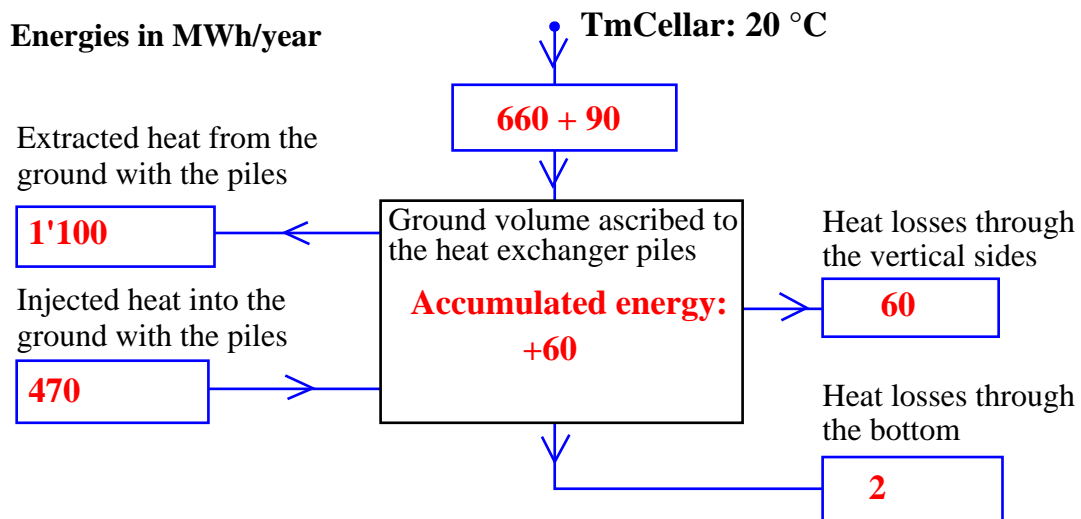 Energies in MWh/year
TmCellar: 20 °C
660 + 90
Extracted heat from the
ground with the piles
1'100
Injected heat into the
ground with the piles
470
Ground volume ascribed to
the heat exchanger piles
Accumulated energy:
+60
Heat losses through
the vertical sides
60
Heat losses through
the bottom
2